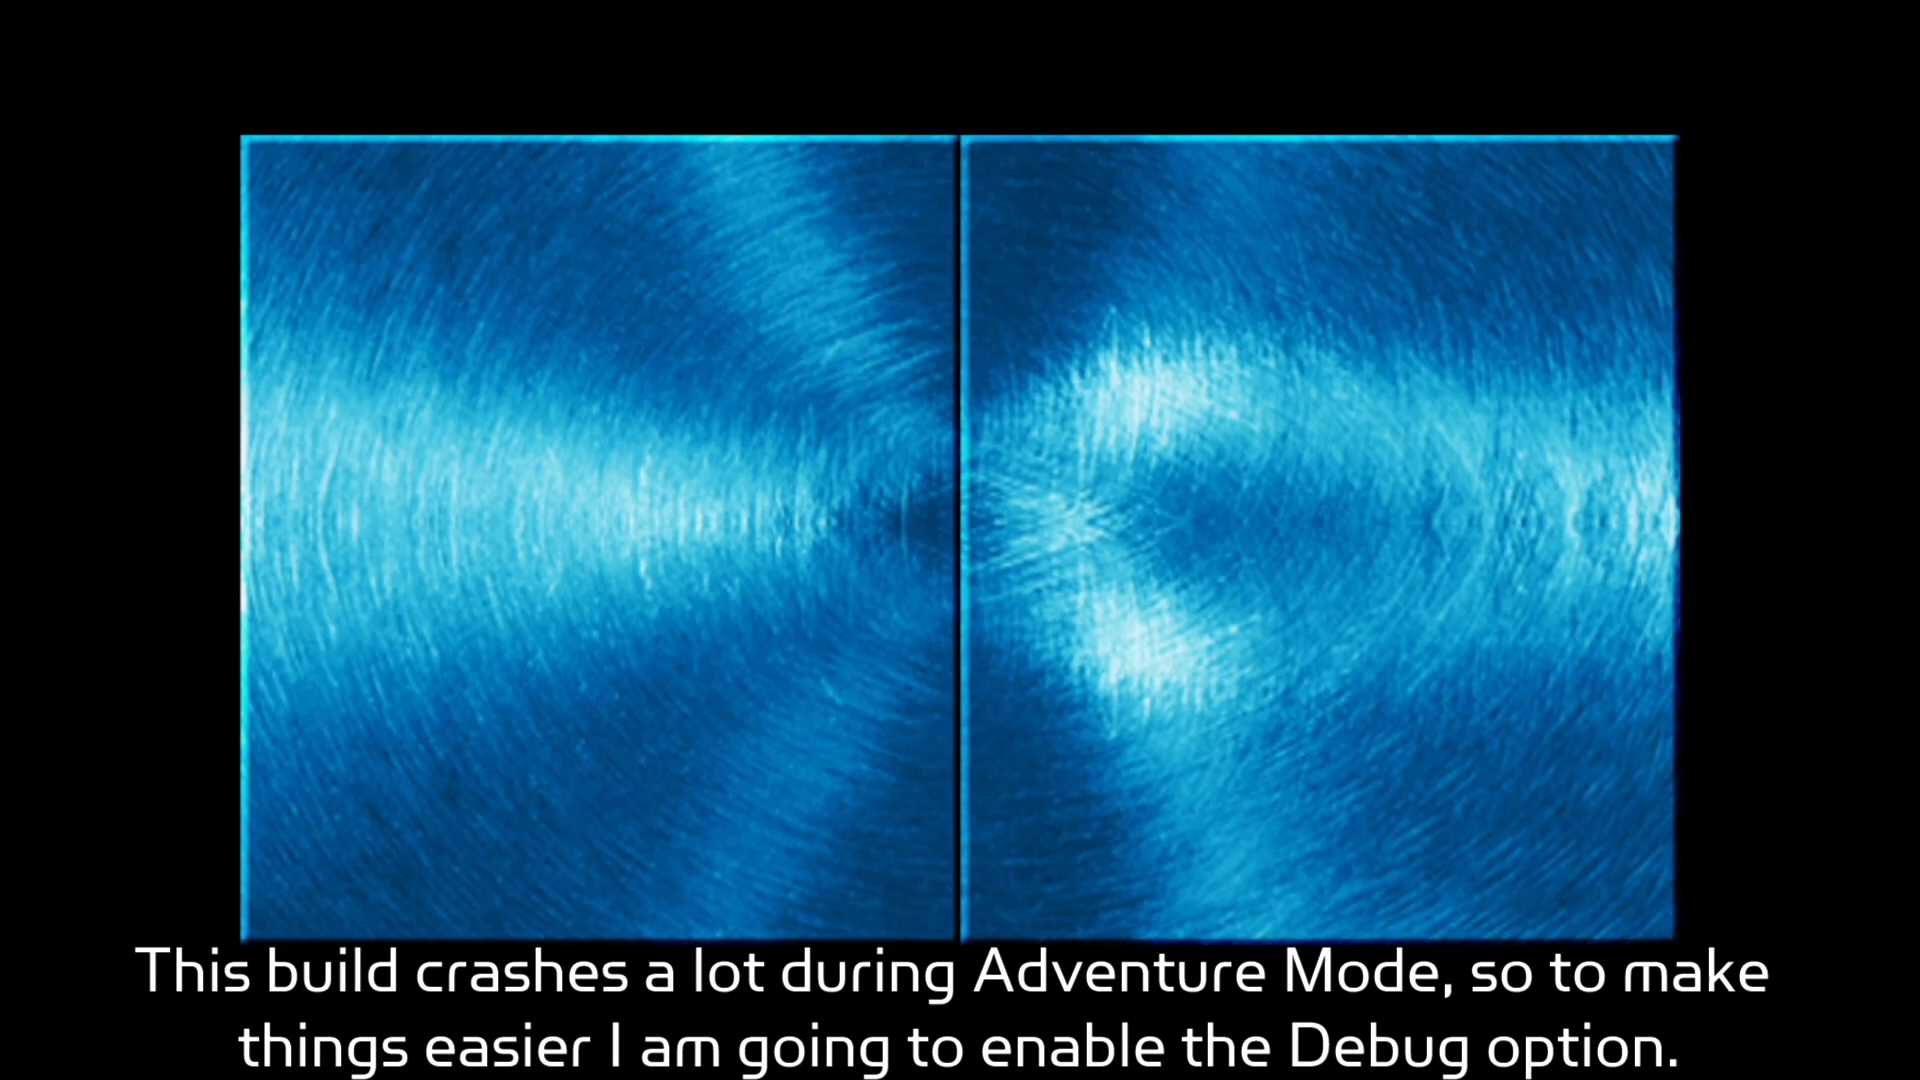 This build crashes a lot during Adventure Mode, so to make
things easier I am going to enable the Debug option.